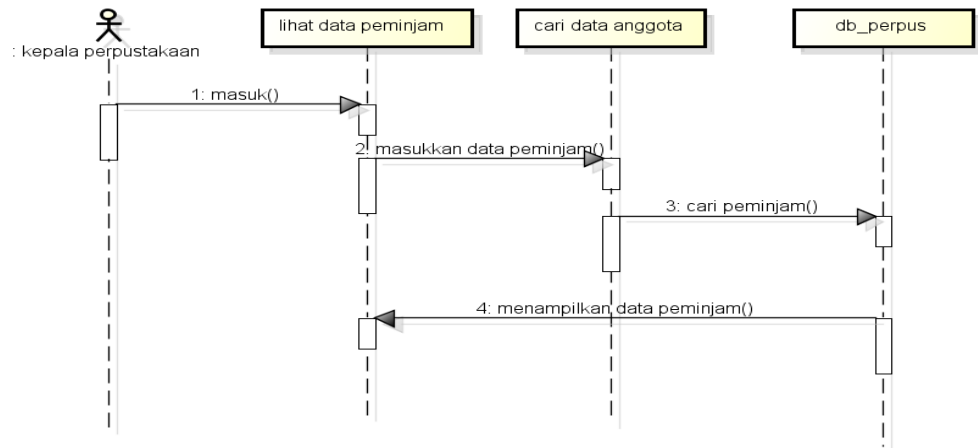 lihat data peminjam
cari data anggota
db_perpus
: kepala perpustakaan
1: masuk()
2: masukkan data peminjam()
3: cari peminjam()
4: menampilkan data peminjam()